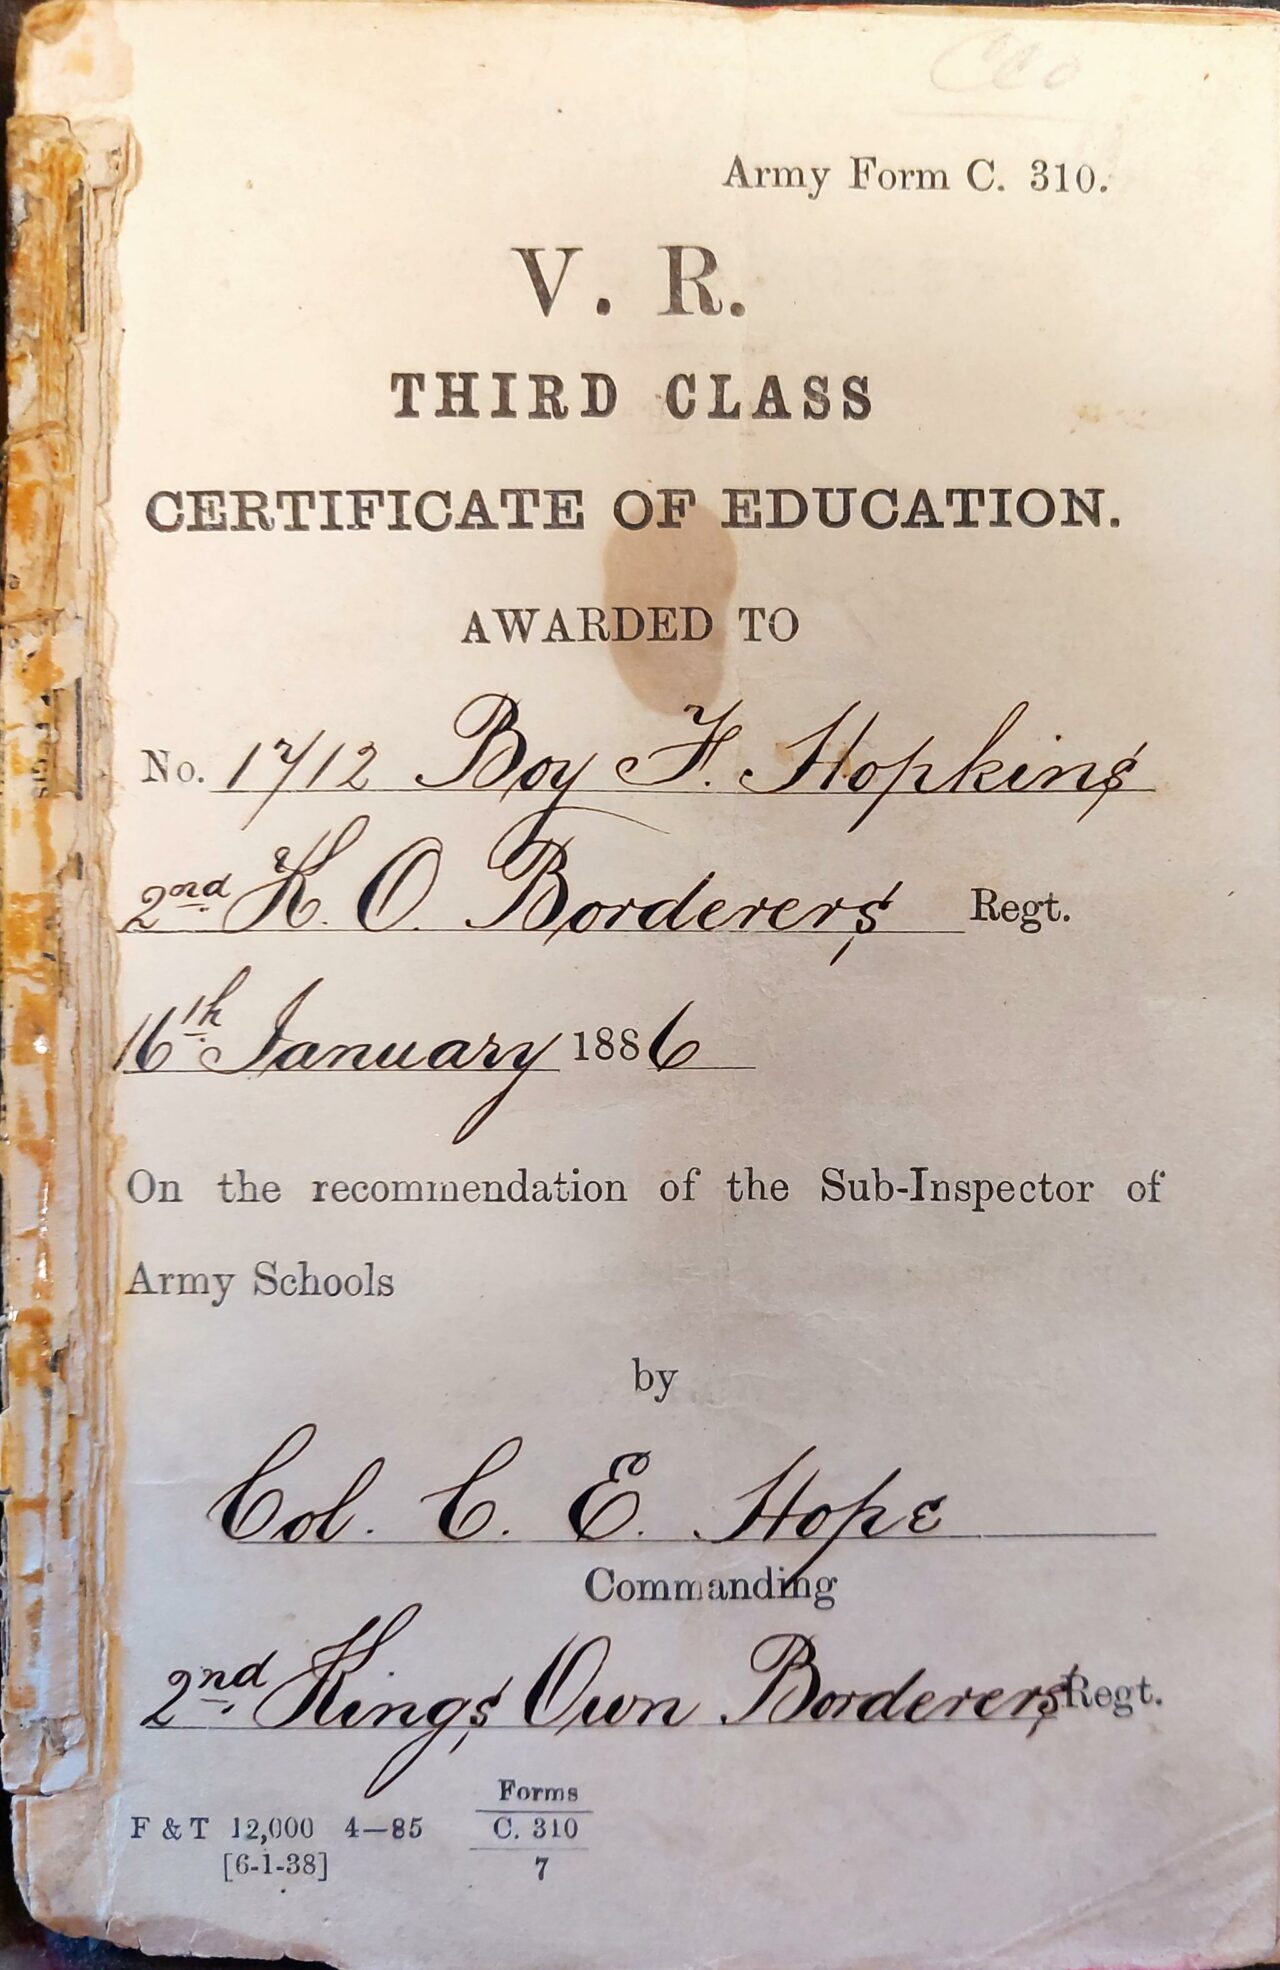 Army Form C. 310.
V. R.
THIRD CLASS
CERTIFICATE OF EDUCATION.
AWARDED TO
No. 1712 Boy F. Hopkins
2nd K. O. Borderers Regt.
16th January 1886
On the recommendation of the Sub-Inspector of
Army Schools
by
Col. C. E. Hope
Commanding
2nd Kings Own Borderers Regt.
Forms
F & T 12,000 4—85 C. 310
[6-1-38] 7